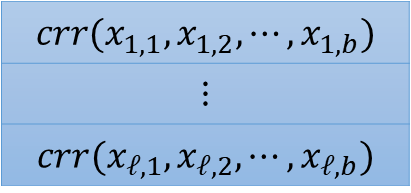 crr(x₁,₁, x₁,₂, ⋯, x₁,b)
⋮
crr(xℓ,₁, xℓ,₂, ⋯, xℓ,b)